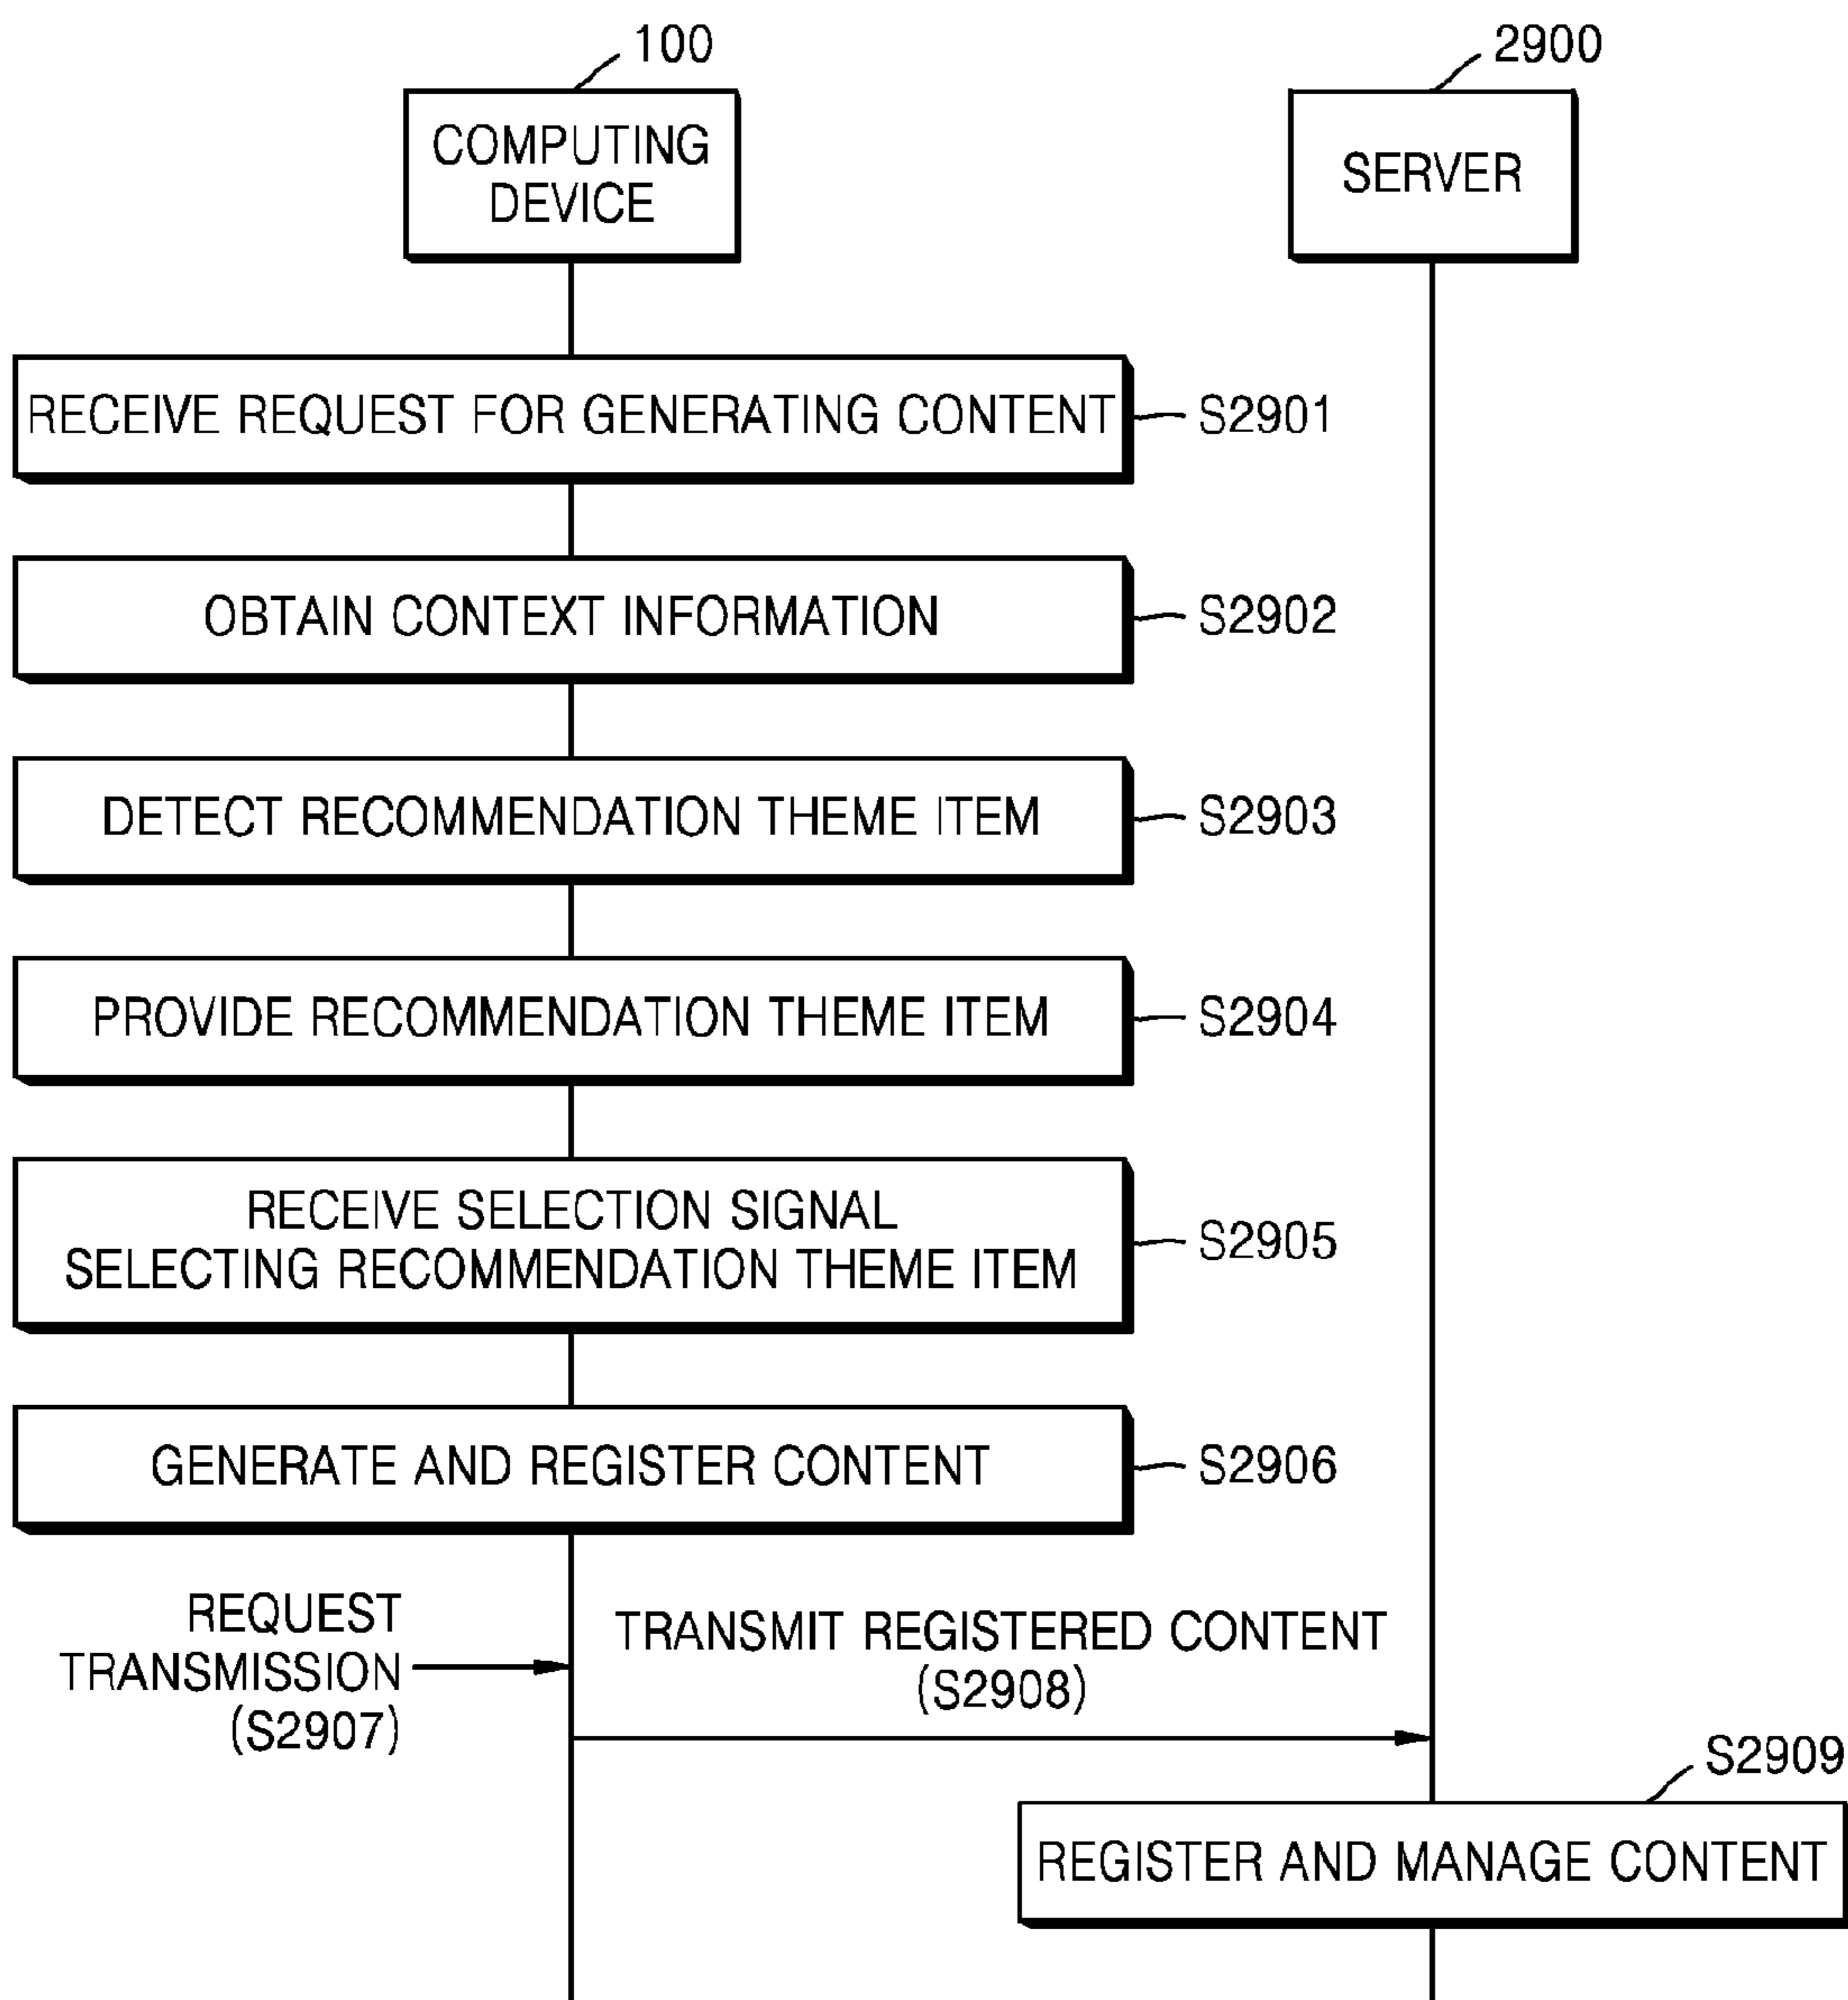 100
2900
COMPUTING
DEVICE
SERVER
RECEIVE REQUEST FOR GENERATING CONTENT
S2901
OBTAIN CONTEXT INFORMATION
S2902
DETECT RECOMMENDATION THEME ITEM
S2903
PROVIDE RECOMMENDATION THEME ITEM
S2904
RECEIVE SELECTION SIGNAL
SELECTING RECOMMENDATION THEME ITEM
S2905
GENERATE AND REGISTER CONTENT
S2906
REQUEST
TRANSMISSION
(S2907)
TRANSMIT REGISTERED CONTENT
(S2908)
S2909
REGISTER AND MANAGE CONTENT